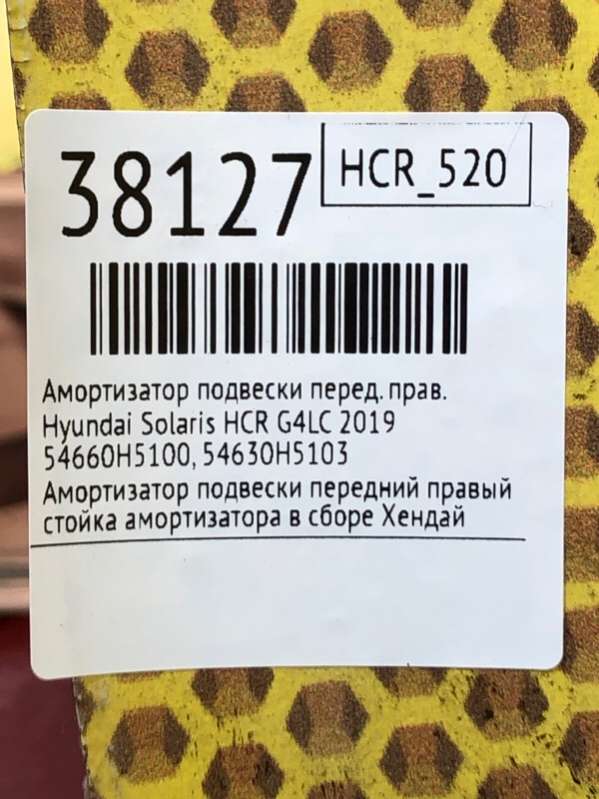 38127
HCR_520
Амортизатор подвески перед. прав.
Hyundai Solaris HCR G4LC 2019
54660H5100, 54630H5103
Амортизатор подвески передний правый
стойка амортизатора в сборе Хендай